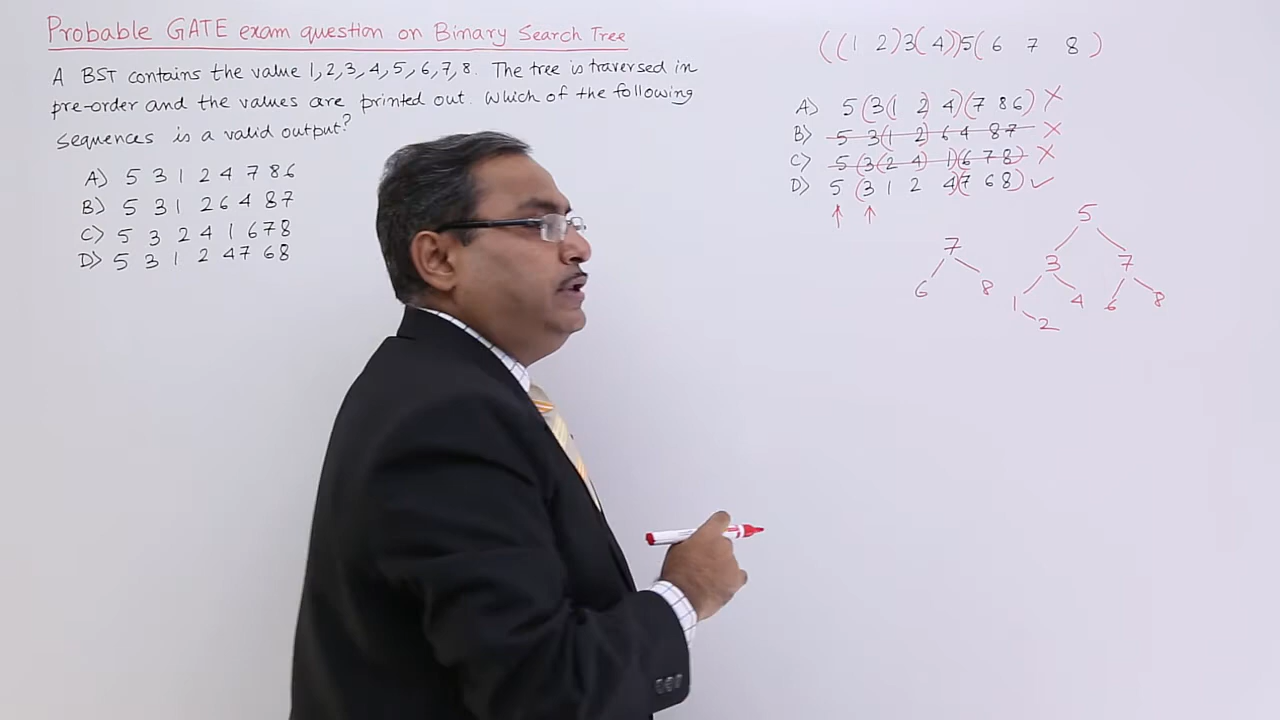 Probable GATE exam question on Binary Search Tree
A BST contains the value 1, 2, 3, 4, 5, 6, 7, 8. The tree is traversed in
pre-order and the values are printed out. Which of the following
sequences is a valid output?
A) 5 3 1 2 4 7 8 6
B) 5 3 1 2 6 4 8 7
C) 5 3 2 4 1 6 7 8
D) 5 3 1 2 4 7 6 8
((1 2)3(4))5(6 7 8)
A) 5(3(1 2)4)(7 8 6) X
B) 5 3(1 2)6 4 8 7 X
C) 5(3(2 4)1)(6 7 8) X
D) 5(3 1 2 4)(7 6 8) ✓
↑ ↑
5
7 3 7
6 8 1 4 6 8
2